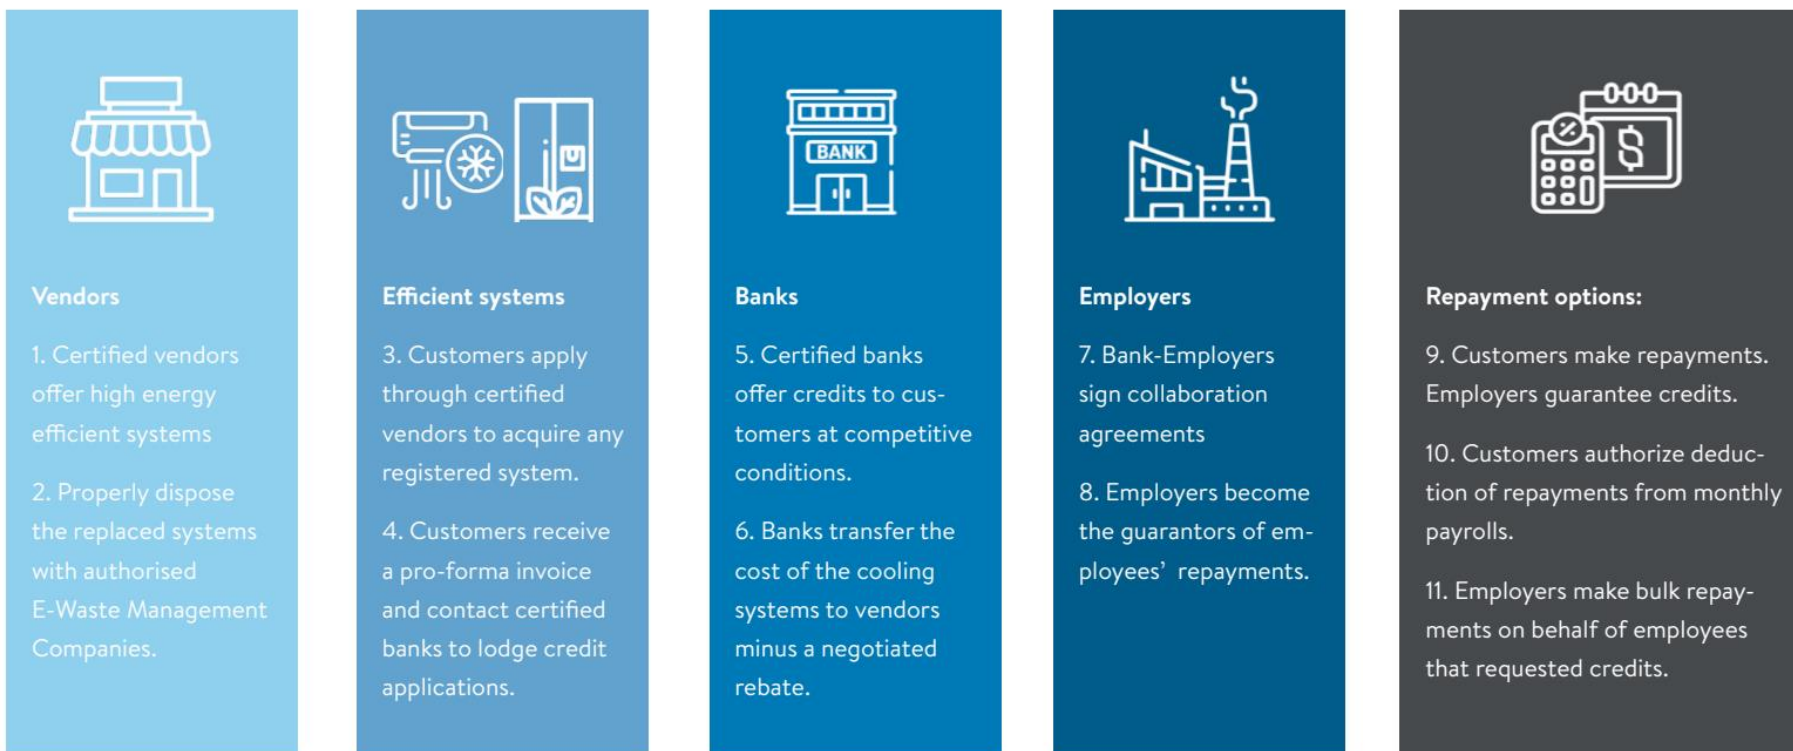 BANK
Vendors
1. Certified vendors
offer high energy
efficient systems
2. Properly dispose
the replaced systems
with authorised
E-Waste Management
Companies.
Efficient systems
3. Customers apply
through certified
vendors to acquire any
registered system.
4. Customers receive
a pro-forma invoice
and contact certified
banks to lodge credit
applications.
Banks
5. Certified banks
offer credits to cus-
tomers at competitive
conditions.
6. Banks transfer the
cost of the cooling
systems to vendors
minus a negotiated
rebate.
Employers
7. Bank-Employers
sign collaboration
agreements
8. Employers become
the guarantors of em-
ployees’ repayments.
Repayment options:
9. Customers make repayments.
Employers guarantee credits.
10. Customers authorize deduc-
tion of repayments from monthly
payrolls.
11. Employers make bulk repay-
ments on behalf of employees
that requested credits.